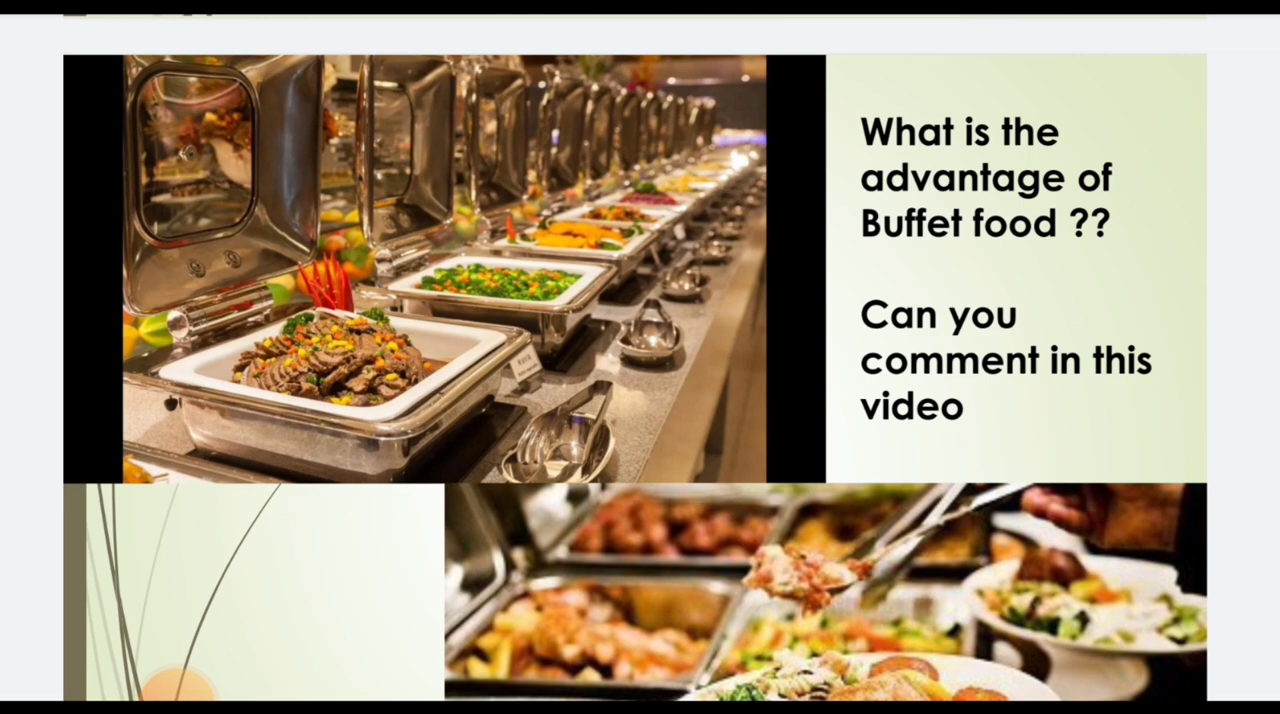 What is the
advantage of
Buffet food ??
Can you
comment in this
video